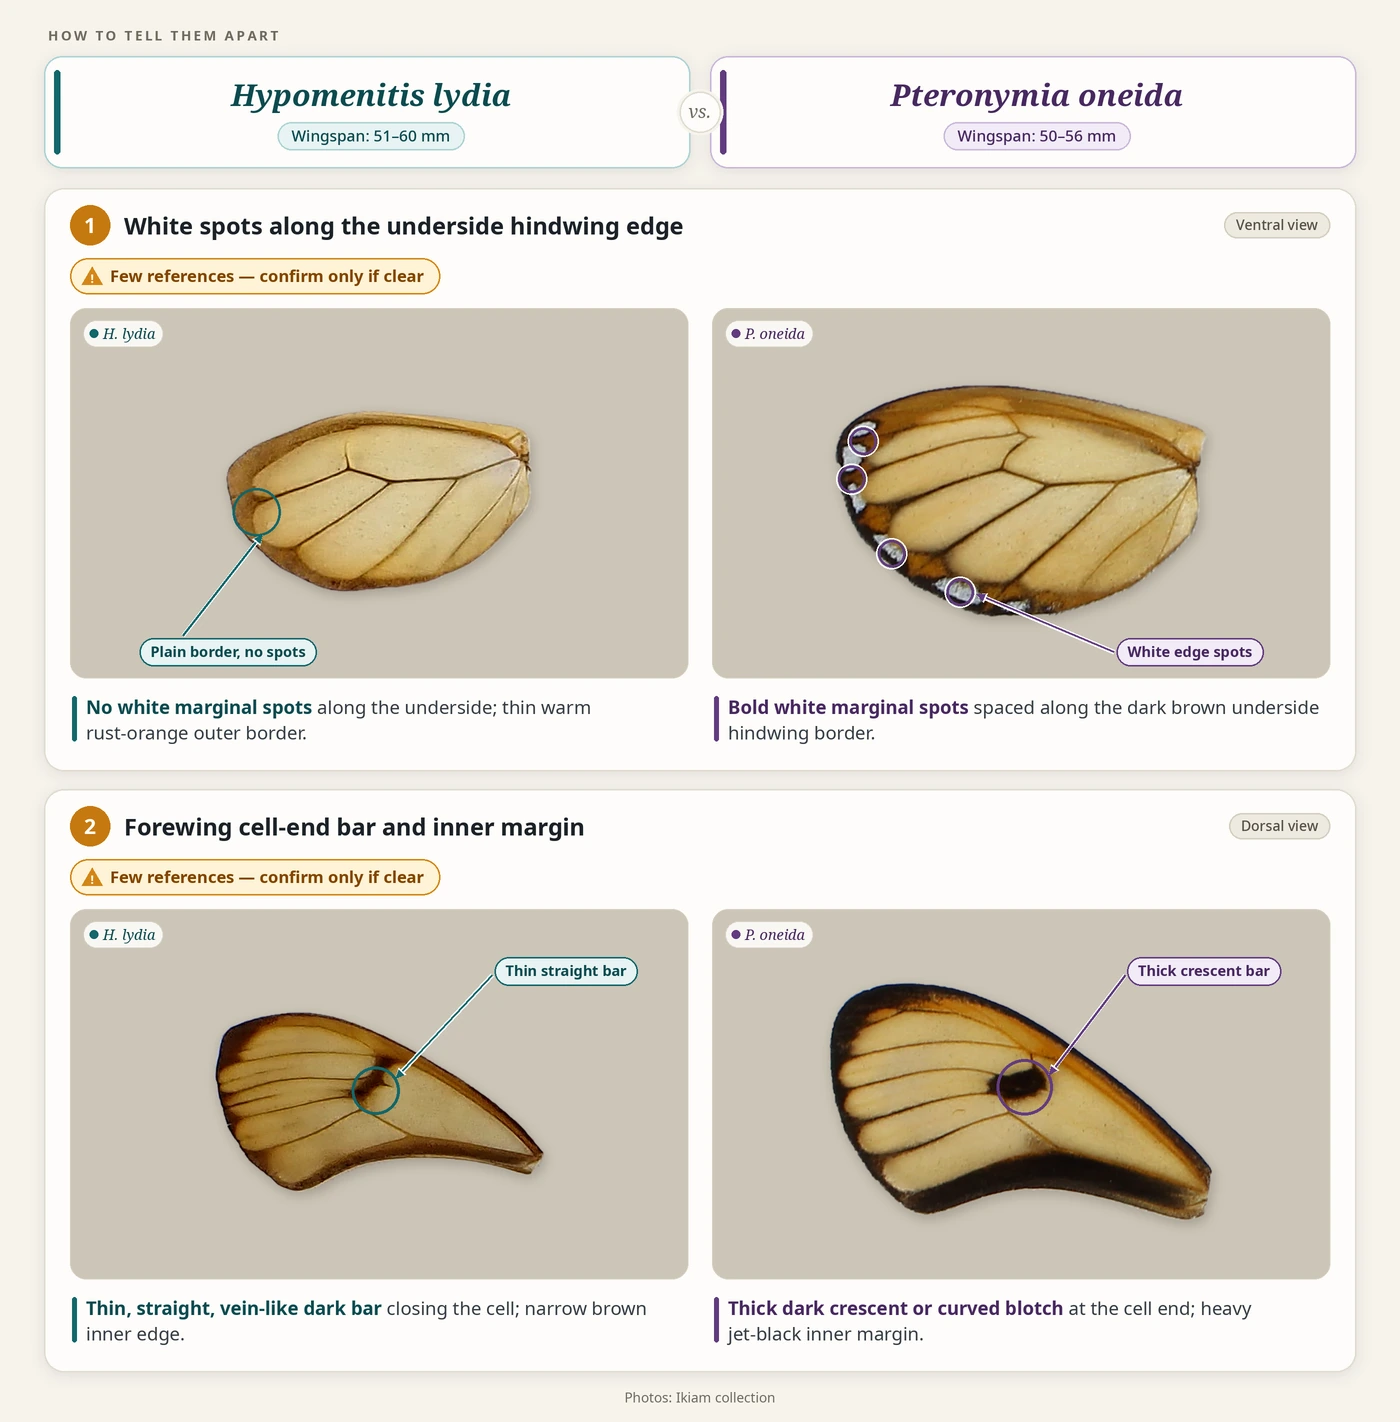 HOW TO TELL THEM APART
Hypomenitis lydia
Wingspan: 51–60 mm
vs.
Pteronymia oneida
Wingspan: 50–56 mm
1 White spots along the underside hindwing edge
Ventral view
Few references — confirm only if clear
H. lydia
Plain border, no spots
P. oneida
White edge spots
No white marginal spots along the underside; thin warm
rust-orange outer border.
Bold white marginal spots spaced along the dark brown underside
hindwing border.
2 Forewing cell-end bar and inner margin
Dorsal view
Few references — confirm only if clear
H. lydia
Thin straight bar
P. oneida
Thick crescent bar
Thin, straight, vein-like dark bar closing the cell; narrow brown
inner edge.
Thick dark crescent or curved blotch at the cell end; heavy
jet-black inner margin.
Photos: Ikiam collection